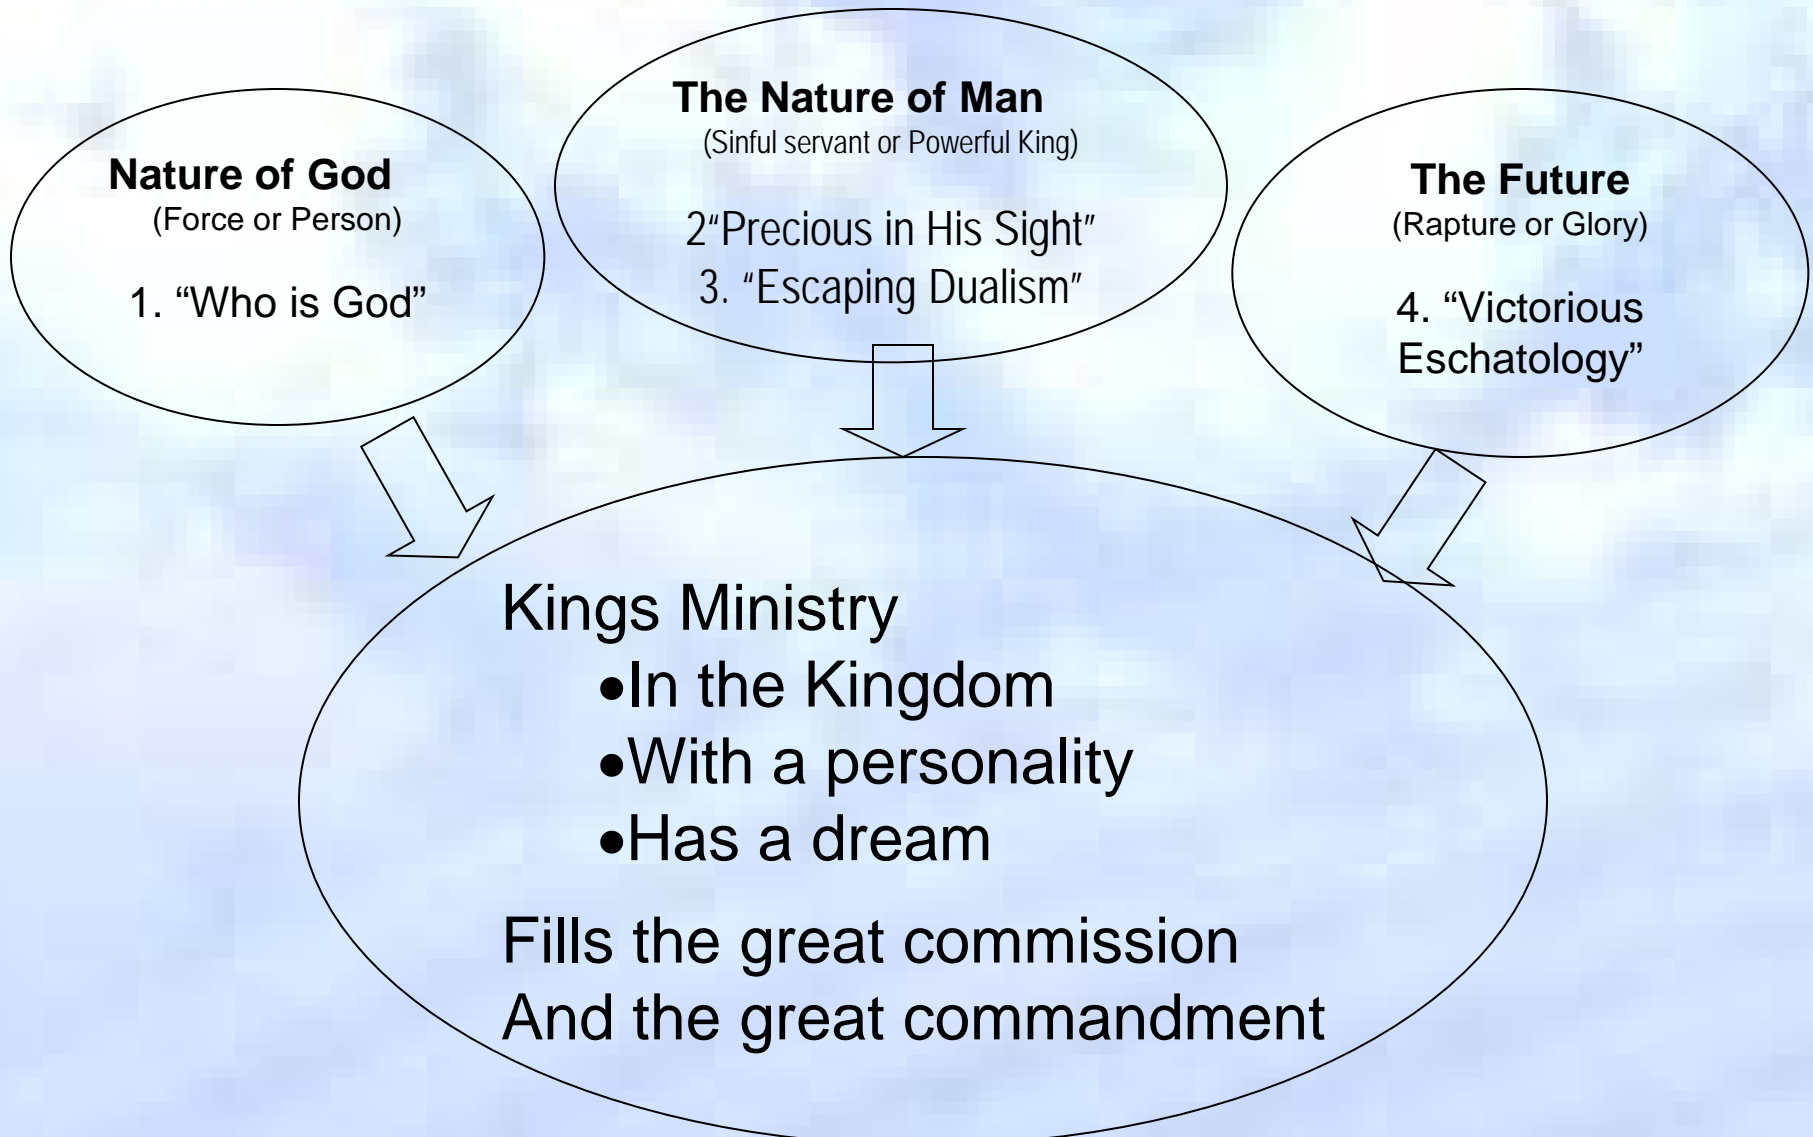 Nature of God
(Force or Person)
1. “Who is God”
The Nature of Man
(Sinful servant or Powerful King)
2“Precious in His Sight”
3. “Escaping Dualism”
The Future
(Rapture or Glory)
4. “Victorious
Eschatology”
Kings Ministry
•In the Kingdom
•With a personality
•Has a dream
Fills the great commission
And the great commandment